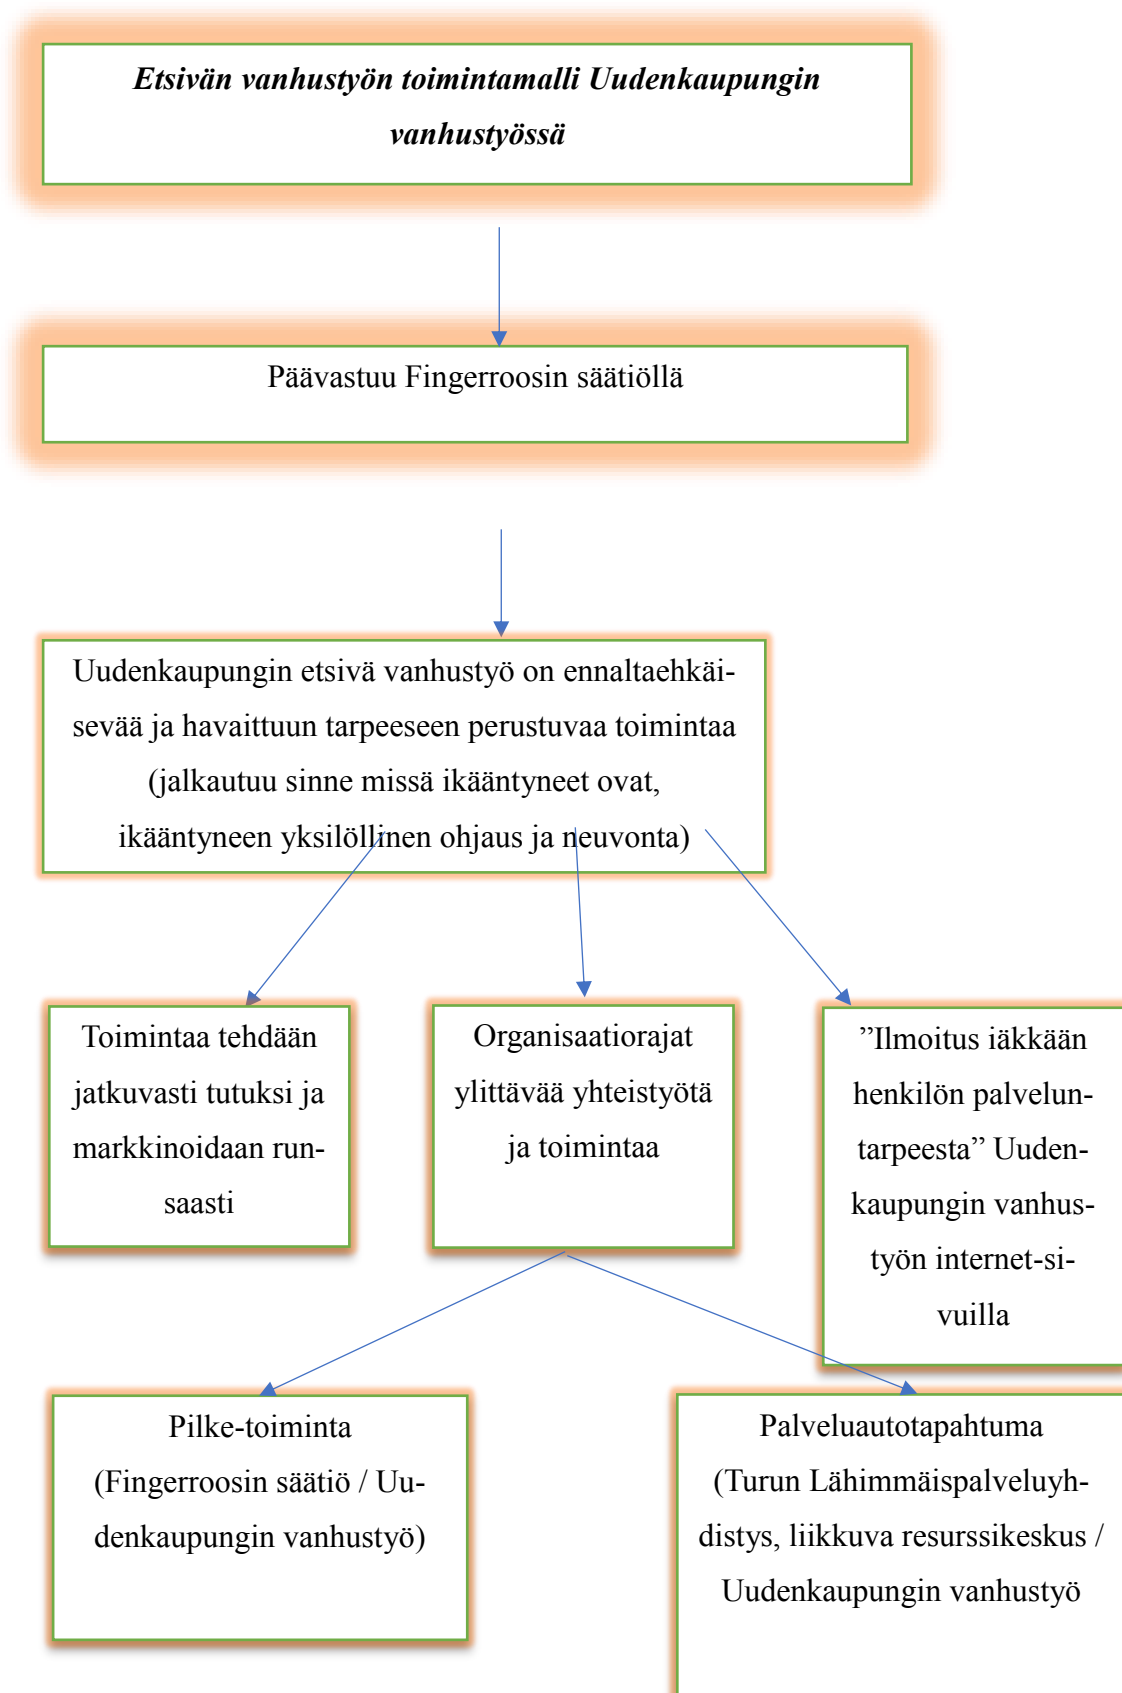 Etsivän vanhustyön toimintamalli Uudenkaupungin
vanhustyössä
Päävastuu Fingerroosin säätiöllä
Uudenkaupungin etsivä vanhustyö on ennaltaehkäi-
sevää ja havaittuun tarpeeseen perustuvaa toimintaa
(jalkautuu sinne missä ikääntyneet ovat,
ikääntyneen yksilöllinen ohjaus ja neuvonta)
Toimintaa tehdään
jatkuvasti tutuksi ja
markkinoidaan run-
saasti
Organisaatiorajat
ylittävää yhteistyötä
ja toimintaa
”Ilmoitus iäkkään
henkilön palvelun-
tarpeesta” Uuden-
kaupungin vanhus-
työn internet-si-
vuilla
Pilke-toiminta
(Fingerroosin säätiö / Uu-
denkaupungin vanhustyö)
Palveluautotapahtuma
(Turun Lähimmäispalveluyh-
distys, liikkuva resurssikeskus /
Uudenkaupungin vanhustyö